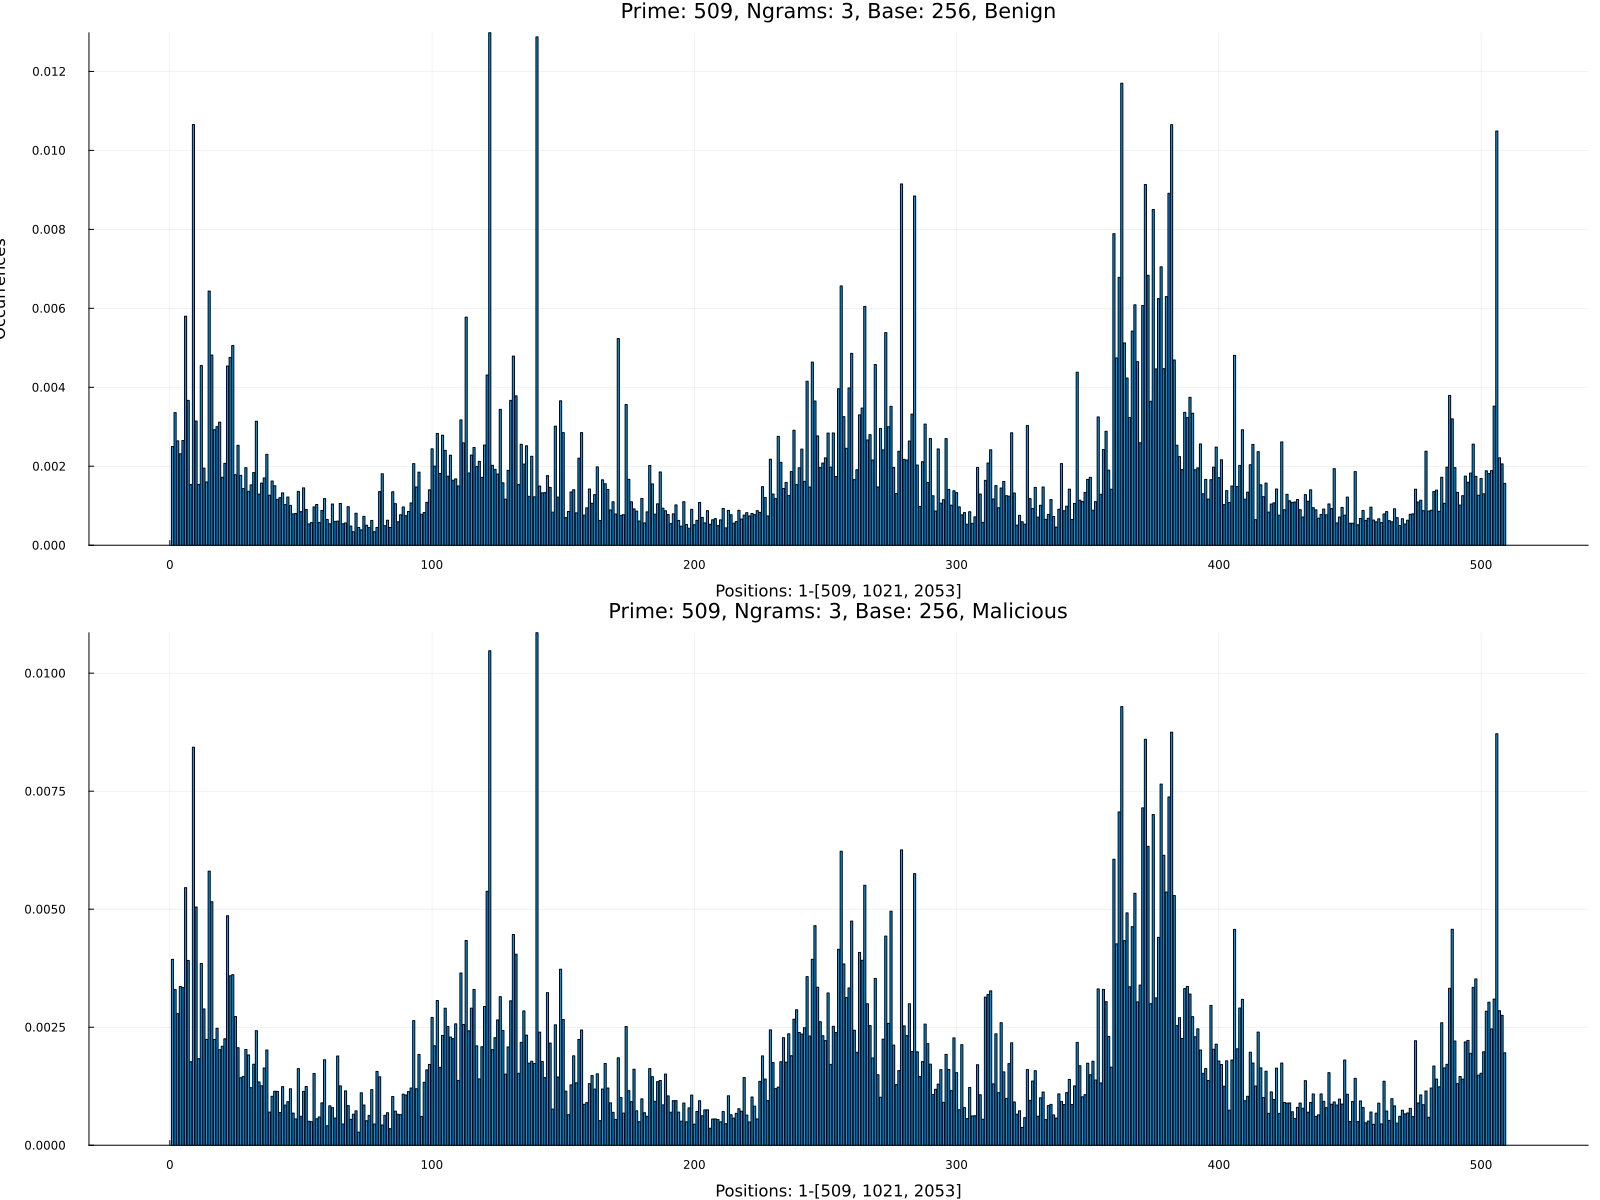 Prime: 509, Ngrams: 3, Base: 256, Benign
0.012
0.010
0.008
0.006
0.004
0.002
0.000
0 100 200 300 400 500
Positions: 1-[509, 1021, 2053]
Prime: 509, Ngrams: 3, Base: 256, Malicious
0.0100
0.0075
0.0050
0.0025
0.0000
0 100 200 300 400 500
Positions: 1-[509, 1021, 2053]